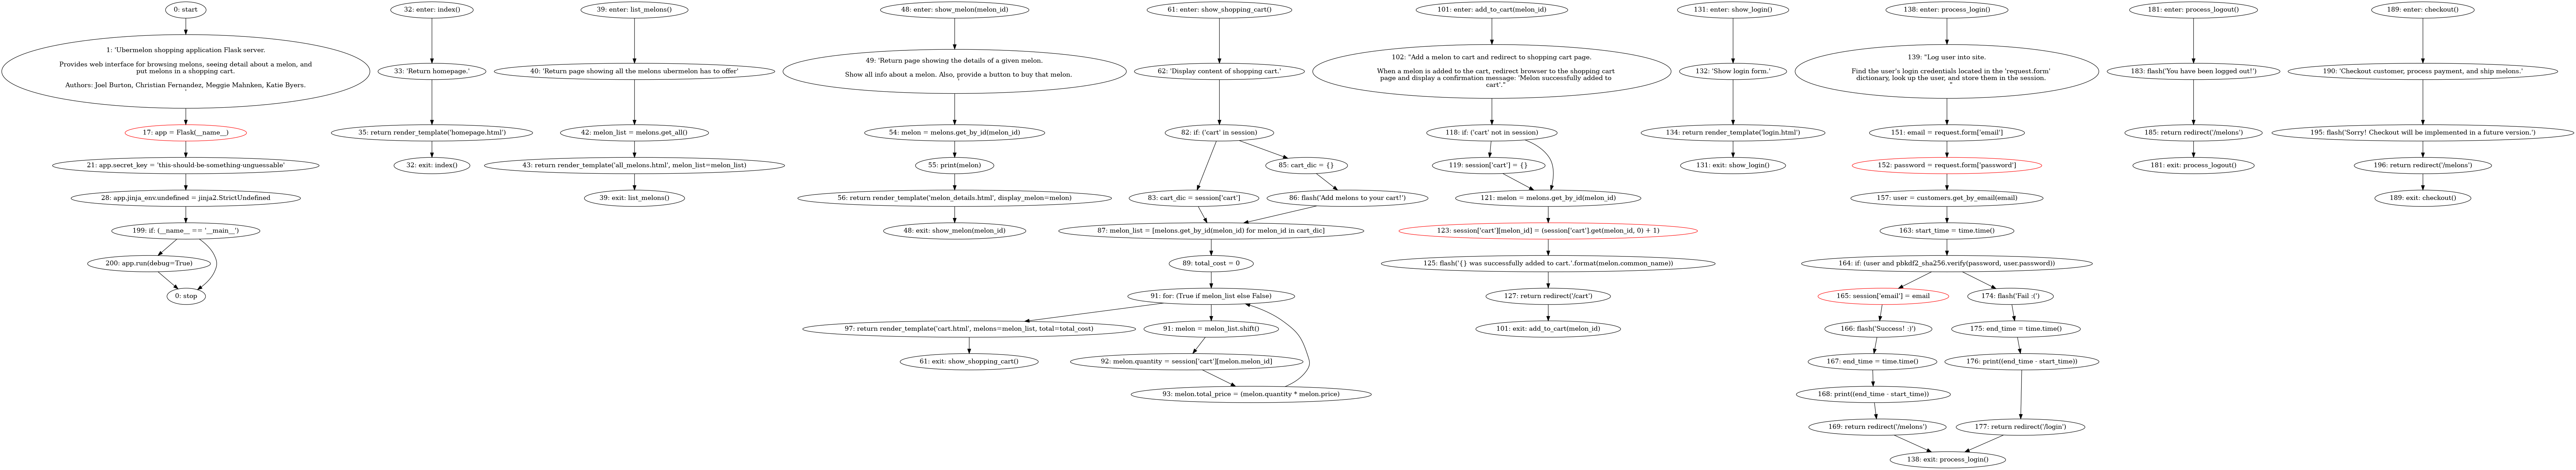 0: start
1: 'Ubermelon shopping application Flask server.
Provides web interface for browsing melons, seeing detail about a melon, and
put melons in a shopping cart.
Authors: Joel Burton, Christian Fernandez, Meggie Mahnken, Katie Byers.
'
17: app = Flask(__name__)
21: app.secret_key = 'this-should-be-something-unguessable'
28: app.jinja_env.undefined = jinja2.StrictUndefined
199: if: (__name__ == '__main__')
200: app.run(debug=True)
0: stop
32: enter: index()
33: 'Return homepage.'
35: return render_template('homepage.html')
32: exit: index()
39: enter: list_melons()
40: 'Return page showing all the melons ubermelon has to offer'
42: melon_list = melons.get_all()
43: return render_template('all_melons.html', melon_list=melon_list)
39: exit: list_melons()
48: enter: show_melon(melon_id)
49: 'Return page showing the details of a given melon.
Show all info about a melon. Also, provide a button to buy that melon.
'
54: melon = melons.get_by_id(melon_id)
55: print(melon)
56: return render_template('melon_details.html', display_melon=melon)
48: exit: show_melon(melon_id)
61: enter: show_shopping_cart()
62: 'Display content of shopping cart.'
82: if: ('cart' in session)
85: cart_dic = {}
83: cart_dic = session['cart']
86: flash('Add melons to your cart!')
87: melon_list = [melons.get_by_id(melon_id) for melon_id in cart_dic]
89: total_cost = 0
91: for: (True if melon_list else False)
97: return render_template('cart.html', melons=melon_list, total=total_cost)
91: melon = melon_list.shift()
61: exit: show_shopping_cart()
92: melon.quantity = session['cart'][melon.melon_id]
93: melon.total_price = (melon.quantity * melon.price)
101: enter: add_to_cart(melon_id)
102: "Add a melon to cart and redirect to shopping cart page.
When a melon is added to the cart, redirect browser to the shopping cart
page and display a confirmation message: 'Melon successfully added to
cart'."
118: if: ('cart' not in session)
119: session['cart'] = {}
121: melon = melons.get_by_id(melon_id)
123: session['cart'][melon_id] = (session['cart'].get(melon_id, 0) + 1)
125: flash('{} was successfully added to cart.'.format(melon.common_name))
127: return redirect('/cart')
101: exit: add_to_cart(melon_id)
131: enter: show_login()
132: 'Show login form.'
134: return render_template('login.html')
131: exit: show_login()
138: enter: process_login()
139: "Log user into site.
Find the user's login credentials located in the 'request.form'
dictionary, look up the user, and store them in the session.
"
151: email = request.form['email']
152: password = request.form['password']
157: user = customers.get_by_email(email)
163: start_time = time.time()
164: if: (user and pbkdf2_sha256.verify(password, user.password))
165: session['email'] = email
174: flash('Fail :(')
166: flash('Success! :)')
175: end_time = time.time()
167: end_time = time.time()
176: print((end_time - start_time))
168: print((end_time - start_time))
169: return redirect('/melons')
177: return redirect('/login')
138: exit: process_login()
181: enter: process_logout()
183: flash('You have been logged out!')
185: return redirect('/melons')
181: exit: process_logout()
189: enter: checkout()
190: 'Checkout customer, process payment, and ship melons.'
195: flash('Sorry! Checkout will be implemented in a future version.')
196: return redirect('/melons')
189: exit: checkout()